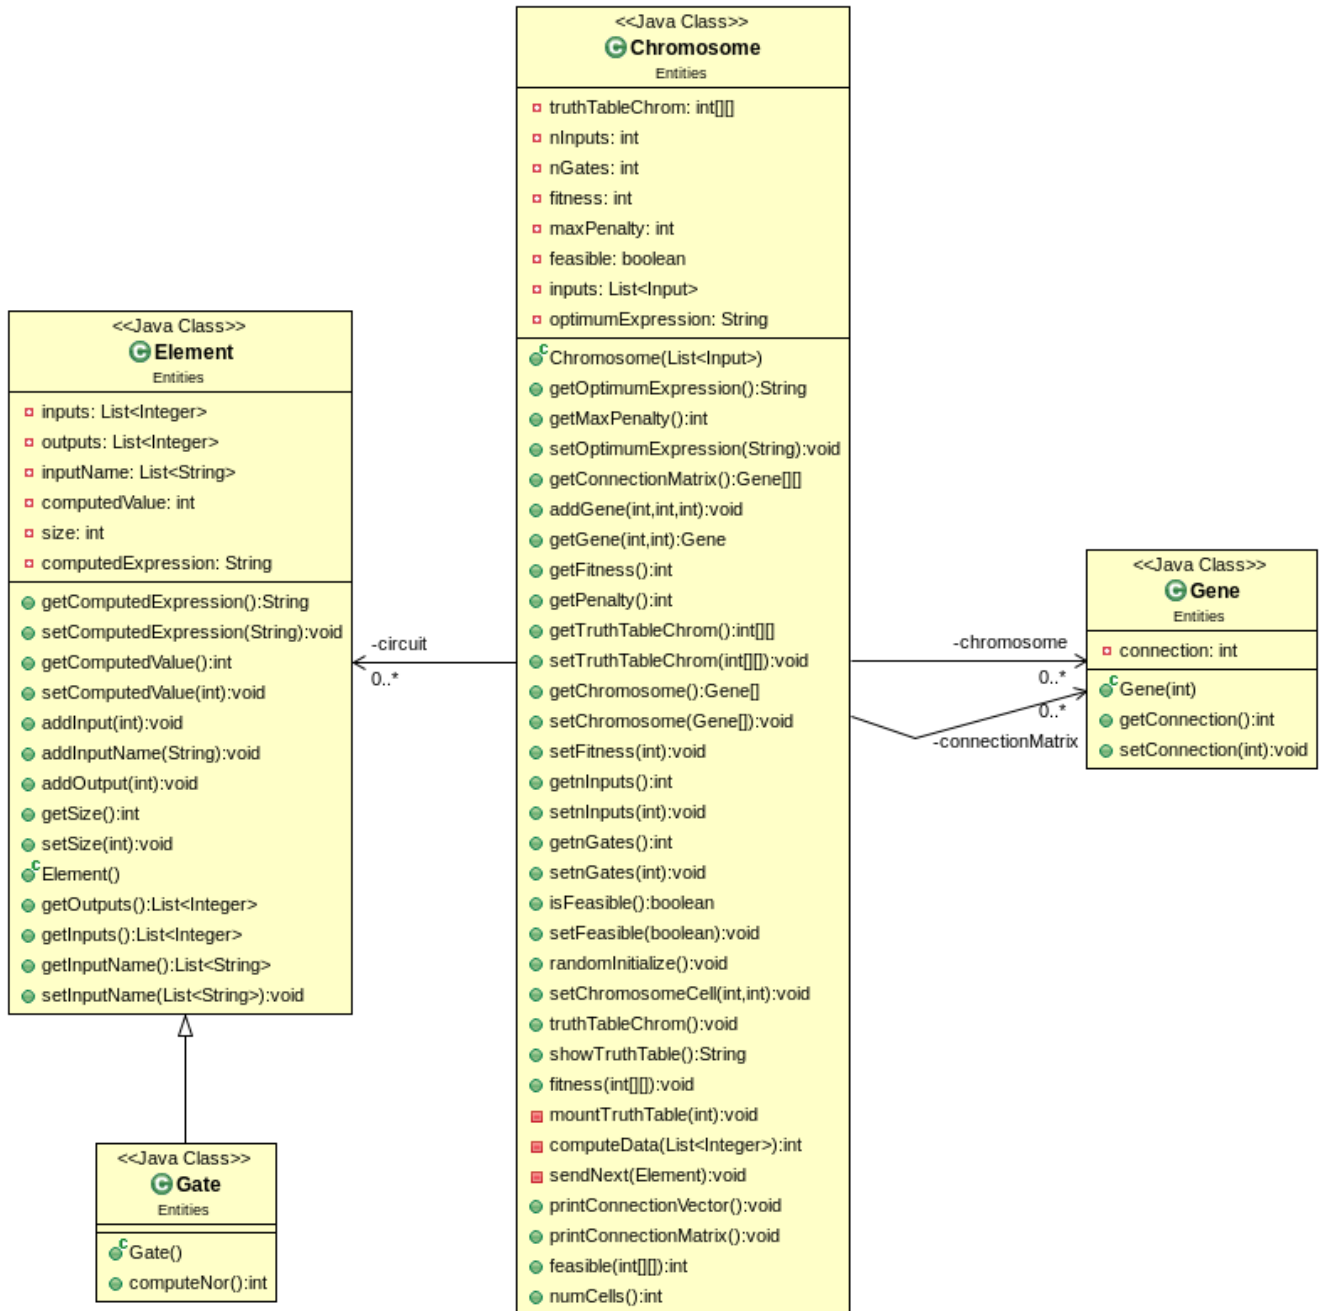 <<Java Class>>
Chromosome
Entities
truthTableChrom: int[][]
nInputs: int
nGates: int
fitness: int
maxPenalty: int
feasible: boolean
inputs: List<Input>
optimumExpression: String
Chromosome(List<Input>)
getOptimumExpression():String
getMaxPenalty():int
setOptimumExpression(String):void
getConnectionMatrix():Gene[][]
addGene(int,int,int):void
getGene(int,int):Gene
getFitness():int
getPenalty():int
getTruthTableChrom():int[][]
setTruthTableChrom(int[][]):void
getChromosome():Gene[]
setChromosome(Gene[]):void
setFitness(int):void
getnInputs():int
setnInputs(int):void
getnGates():int
setnGates(int):void
isFeasible():boolean
setFeasible(boolean):void
randomInitialize():void
setChromosomeCell(int,int):void
truthTableChrom():void
showTruthTable():String
fitness(int[][]):void
mountTruthTable(int):void
computeData(List<Integer>):int
sendNext(Element):void
printConnectionVector():void
printConnectionMatrix():void
feasible(int[][]):int
numCells():int
<<Java Class>>
Element
Entities
inputs: List<Integer>
outputs: List<Integer>
inputName: List<String>
computedValue: int
size: int
computedExpression: String
getComputedExpression():String
setComputedExpression(String):void
getComputedValue():int
setComputedValue(int):void
addInput(int):void
addInputName(String):void
addOutput(int):void
getSize():int
setSize(int):void
Element()
getOutputs():List<Integer>
getInputs():List<Integer>
getInputName():List<String>
setInputName(List<String>):void
-circuit
0..*
-chromosome
0..*
0..*
-connectionMatrix
<<Java Class>>
Gene
Entities
connection: int
Gene(int)
getConnection():int
setConnection(int):void
<<Java Class>>
Gate
Entities
Gate()
computeNor():int